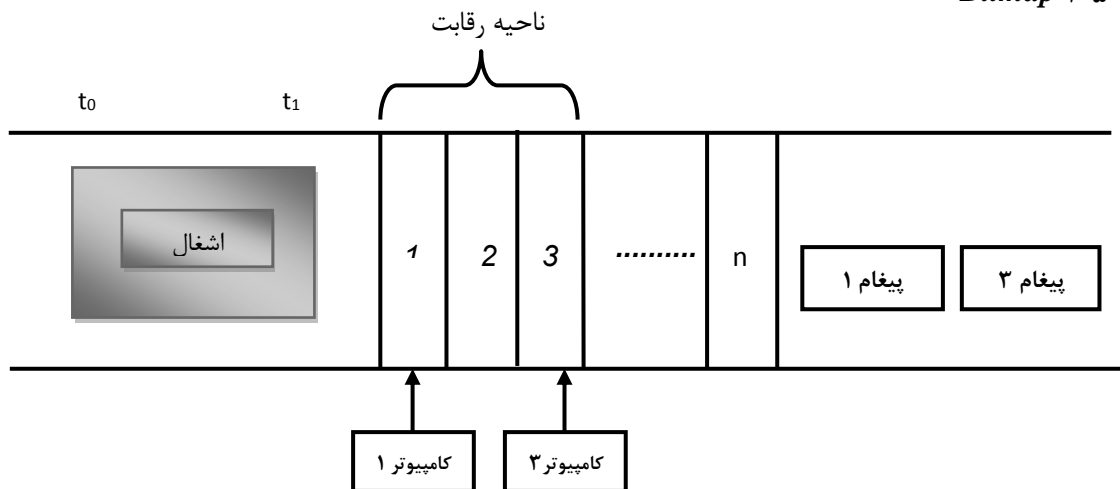 ناحیه رقابت
t₀ t₁
اشغال
1 2 3 .......... n
پیغام ۱ پیغام ۳
کامپیوتر ۱ کامپیوتر ۳